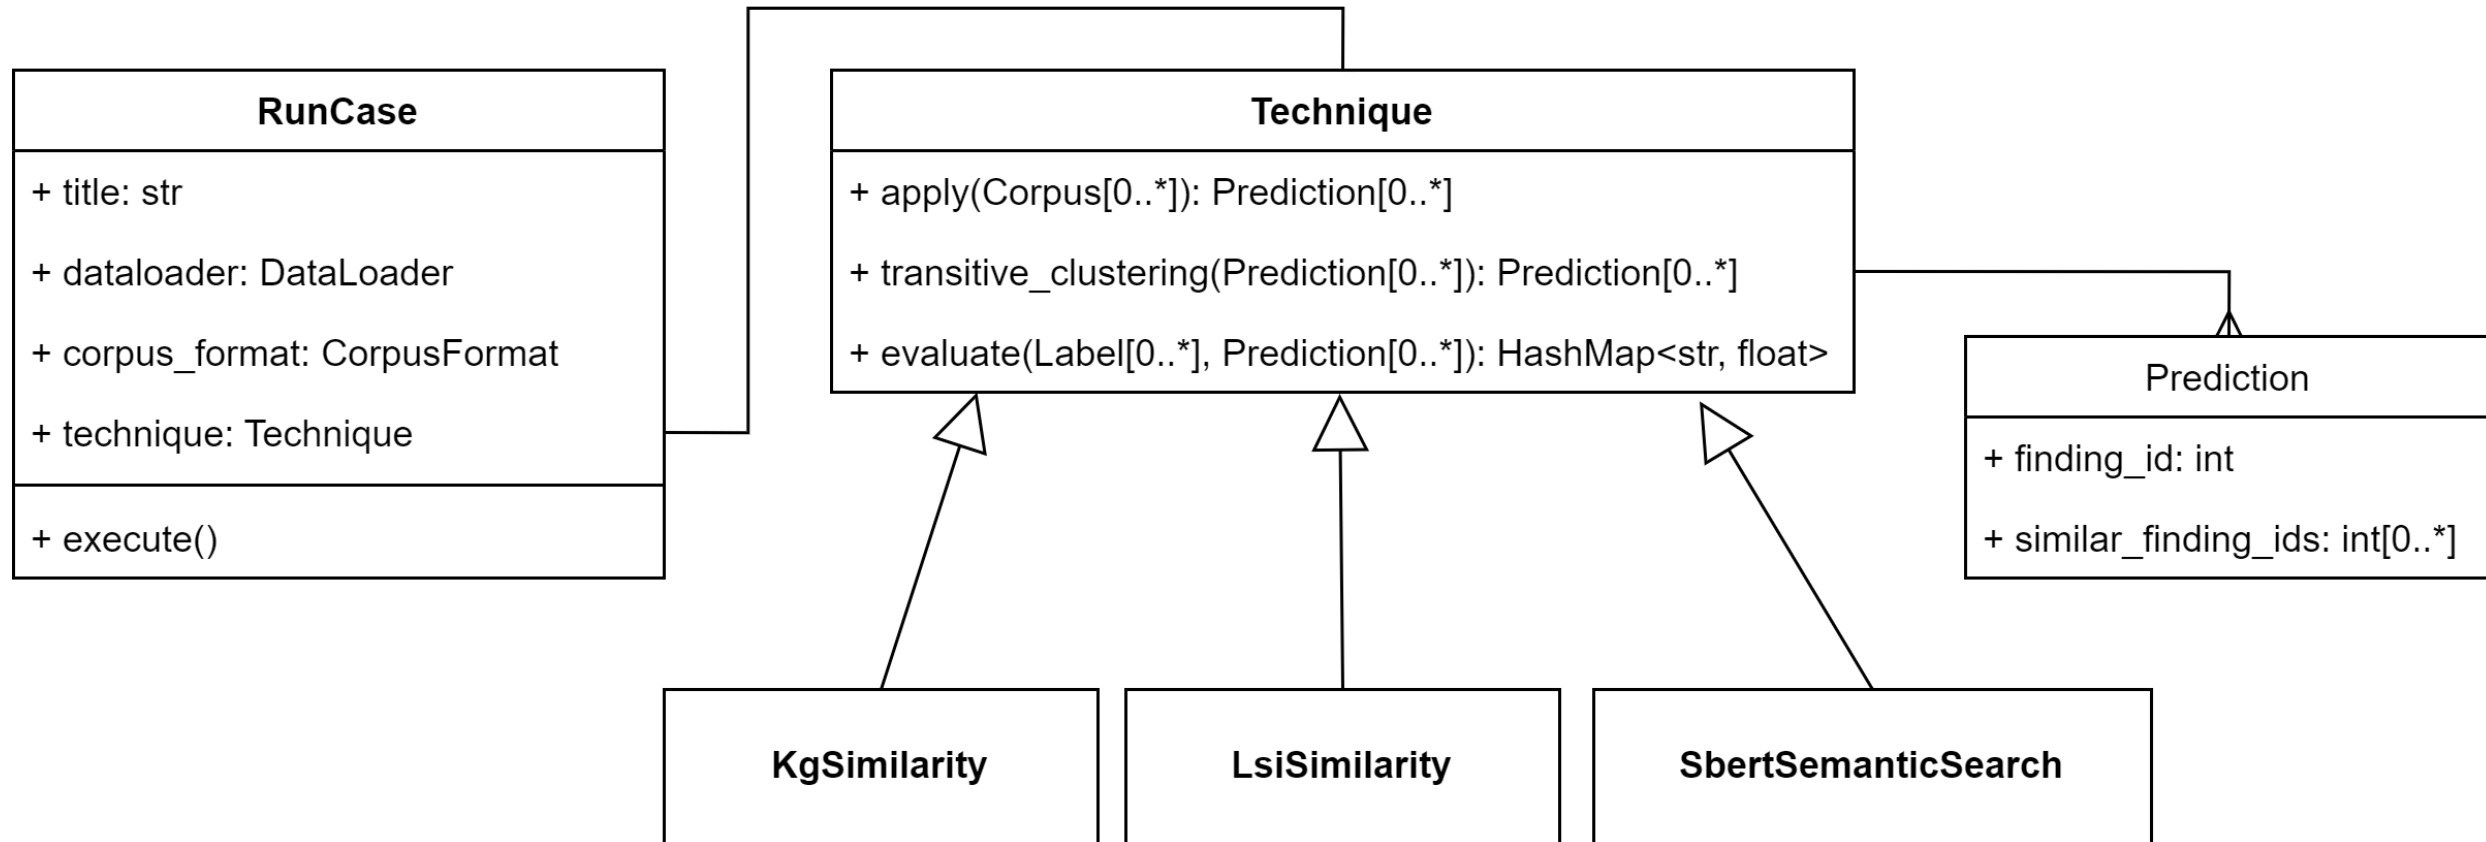 RunCase
+ title: str
+ dataloader: DataLoader
+ corpus_format: CorpusFormat
+ technique: Technique
+ execute()
Technique
+ apply(Corpus[0..*]): Prediction[0..*]
+ transitive_clustering(Prediction[0..*]): Prediction[0..*]
+ evaluate(Label[0..*], Prediction[0..*]): HashMap<str, float>
Prediction
+ finding_id: int
+ similar_finding_ids: int[0..*]
KgSimilarity
LsiSimilarity
SbertSemanticSearch